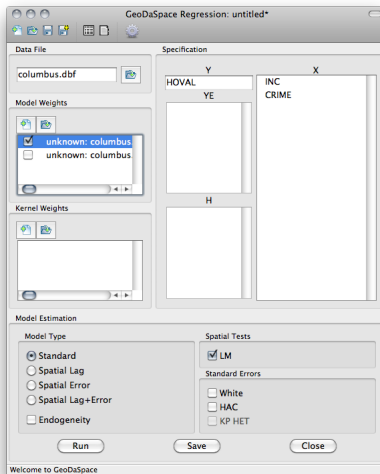 GeoDaSpace Regression: untitled*
Data File
columbus.dbf
Model Weights
unknown: columbus.
unknown: columbus.
Kernel Weights
Specification
Y
HOVAL
YE
H
X
INC
CRIME
Model Estimation
Model Type
Standard
Spatial Lag
Spatial Error
Spatial Lag+Error
Endogeneity
Spatial Tests
LM
Standard Errors
White
HAC
KP HET
Run
Save
Close
Welcome to GeoDaSpace